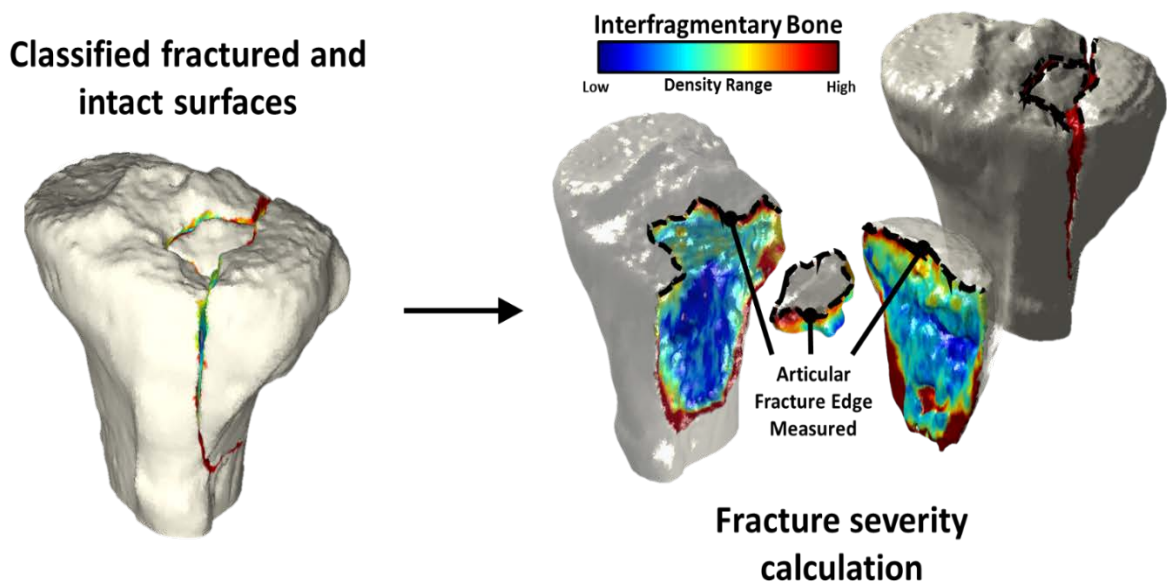 Classified fractured and
intact surfaces
Interfragmentary Bone
Low Density Range High
Articular
Fracture Edge
Measured
Fracture severity
calculation